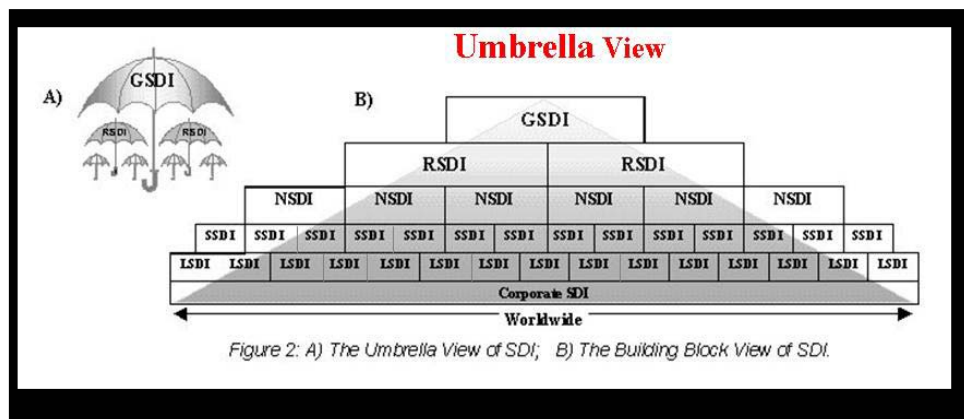 Umbrella View
A)
GSDI
RSDI RSDI
B)
GSDI
RSDI RSDI
NSDI NSDI NSDI NSDI NSDI NSDI
SSDI SSDI SSDI SSDI SSDI SSDI SSDI SSDI SSDI SSDI SSDI SSDI SSDI SSDI
LSDI LSDI LSDI LSDI LSDI LSDI LSDI LSDI LSDI LSDI LSDI LSDI LSDI LSDI LSDI
Corporate SDI
Worldwide
Figure 2: A) The Umbrella View of SDI; B) The Building Block View of SDI.